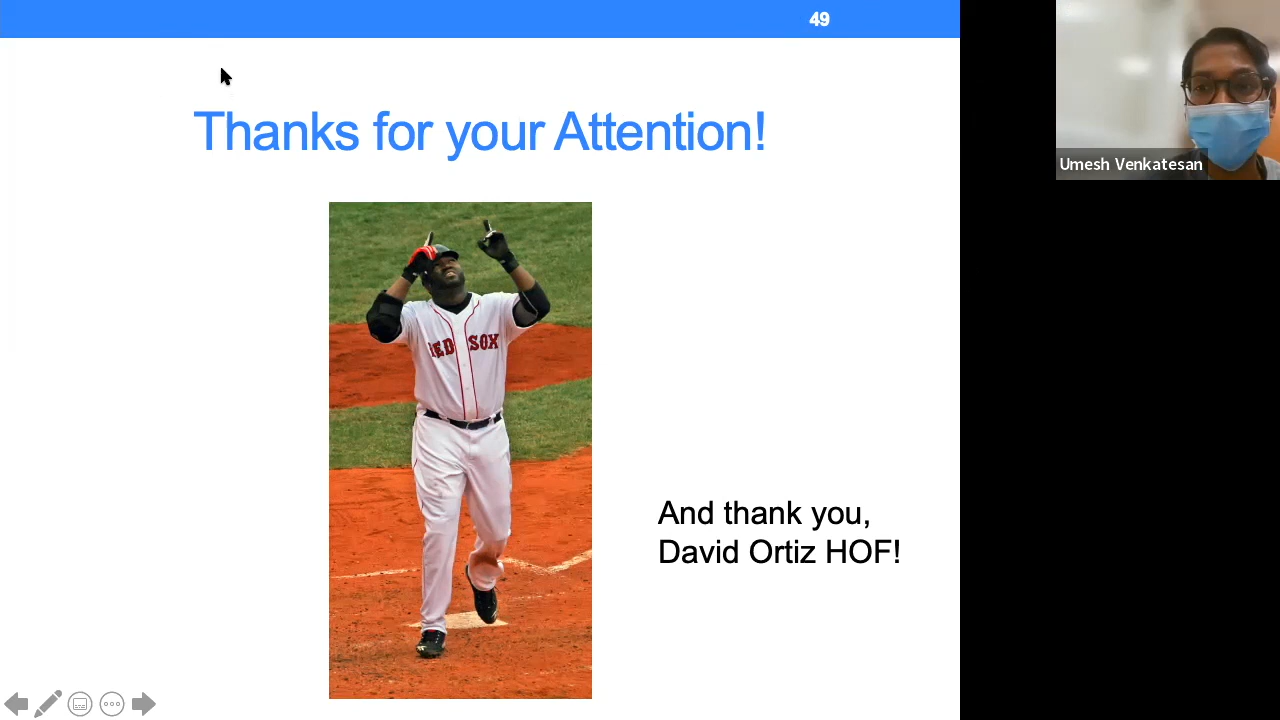 49
Thanks for your Attention!
RED SOX
And thank you,
David Ortiz HOF!
Umesh Venkatesan